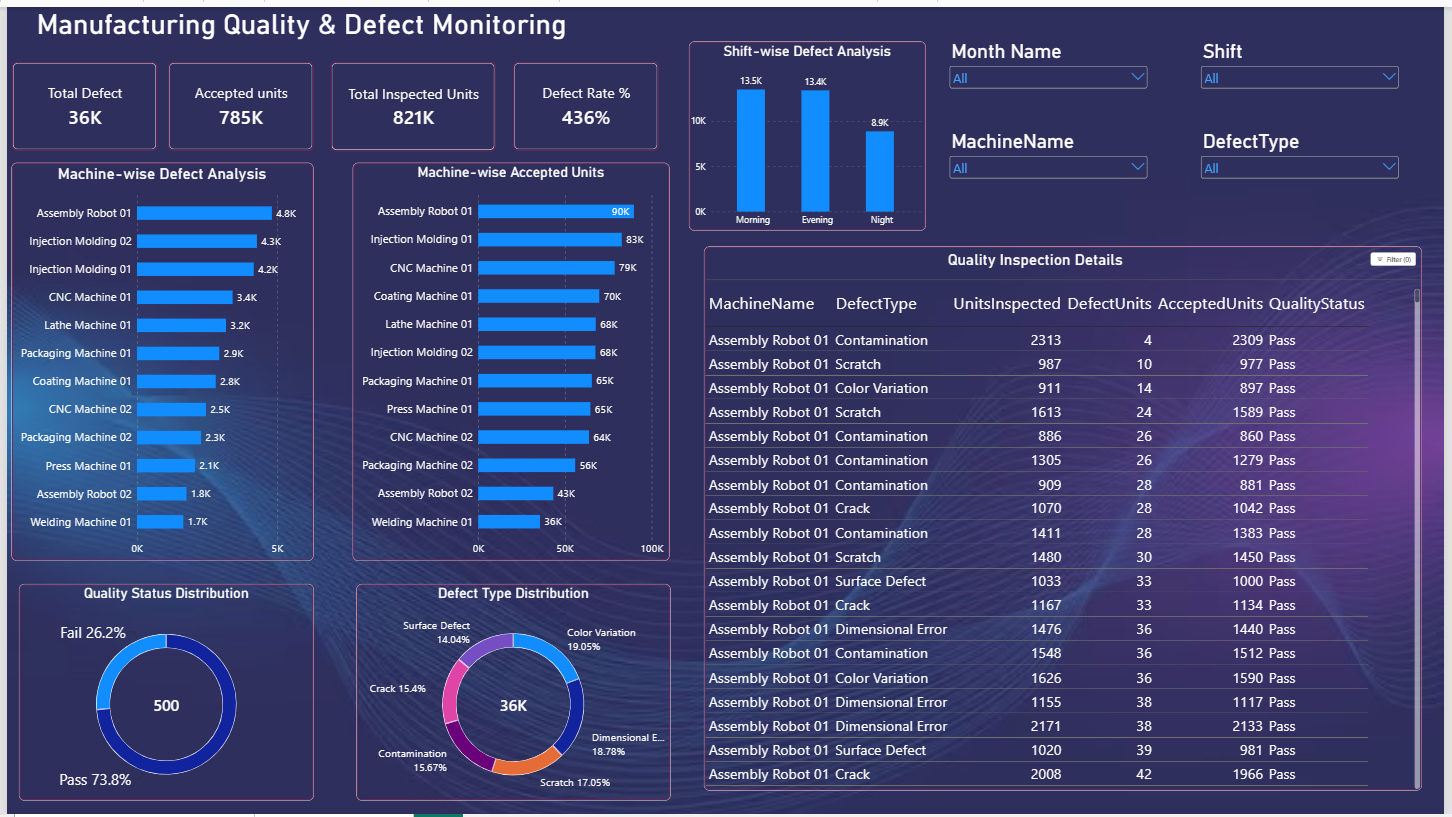 Manufacturing Quality & Defect Monitoring
Total Defect
36K
Accepted units
785K
Total Inspected Units
821K
Defect Rate %
436%
Shift-wise Defect Analysis
13.5K
13.4K
8.9K
10K
5K
0K
Morning
Evening
Night
Month Name
All
Shift
All
MachineName
All
DefectType
All
Machine-wise Defect Analysis
Assembly Robot 01 4.8K
Injection Molding 02 4.3K
Injection Molding 01 4.2K
CNC Machine 01 3.4K
Lathe Machine 01 3.2K
Packaging Machine 01 2.9K
Coating Machine 01 2.8K
CNC Machine 02 2.5K
Packaging Machine 02 2.3K
Press Machine 01 2.1K
Assembly Robot 02 1.8K
Welding Machine 01 1.7K
0K 5K
Machine-wise Accepted Units
Assembly Robot 01 90K
Injection Molding 01 83K
CNC Machine 01 79K
Coating Machine 01 70K
Lathe Machine 01 68K
Injection Molding 02 68K
Packaging Machine 01 65K
Press Machine 01 65K
CNC Machine 02 64K
Packaging Machine 02 56K
Assembly Robot 02 43K
Welding Machine 01 36K
0K 50K 100K
Quality Inspection Details
Filter (0)
MachineName DefectType UnitsInspected DefectUnits AcceptedUnits QualityStatus
Assembly Robot 01 Contamination 2313 4 2309 Pass
Assembly Robot 01 Scratch 987 10 977 Pass
Assembly Robot 01 Color Variation 911 14 897 Pass
Assembly Robot 01 Scratch 1613 24 1589 Pass
Assembly Robot 01 Contamination 886 26 860 Pass
Assembly Robot 01 Contamination 1305 26 1279 Pass
Assembly Robot 01 Contamination 909 28 881 Pass
Assembly Robot 01 Crack 1070 28 1042 Pass
Assembly Robot 01 Contamination 1411 28 1383 Pass
Assembly Robot 01 Scratch 1480 30 1450 Pass
Assembly Robot 01 Surface Defect 1033 33 1000 Pass
Assembly Robot 01 Crack 1167 33 1134 Pass
Assembly Robot 01 Dimensional Error 1476 36 1440 Pass
Assembly Robot 01 Contamination 1548 36 1512 Pass
Assembly Robot 01 Color Variation 1626 36 1590 Pass
Assembly Robot 01 Dimensional Error 1155 38 1117 Pass
Assembly Robot 01 Dimensional Error 2171 38 2133 Pass
Assembly Robot 01 Surface Defect 1020 39 981 Pass
Assembly Robot 01 Crack 2008 42 1966 Pass
Quality Status Distribution
Fail 26.2%
500
Pass 73.8%
Defect Type Distribution
Surface Defect
14.04%
Color Variation
19.05%
Crack 15.4%
36K
Dimensional E...
18.78%
Contamination
15.67%
Scratch 17.05%